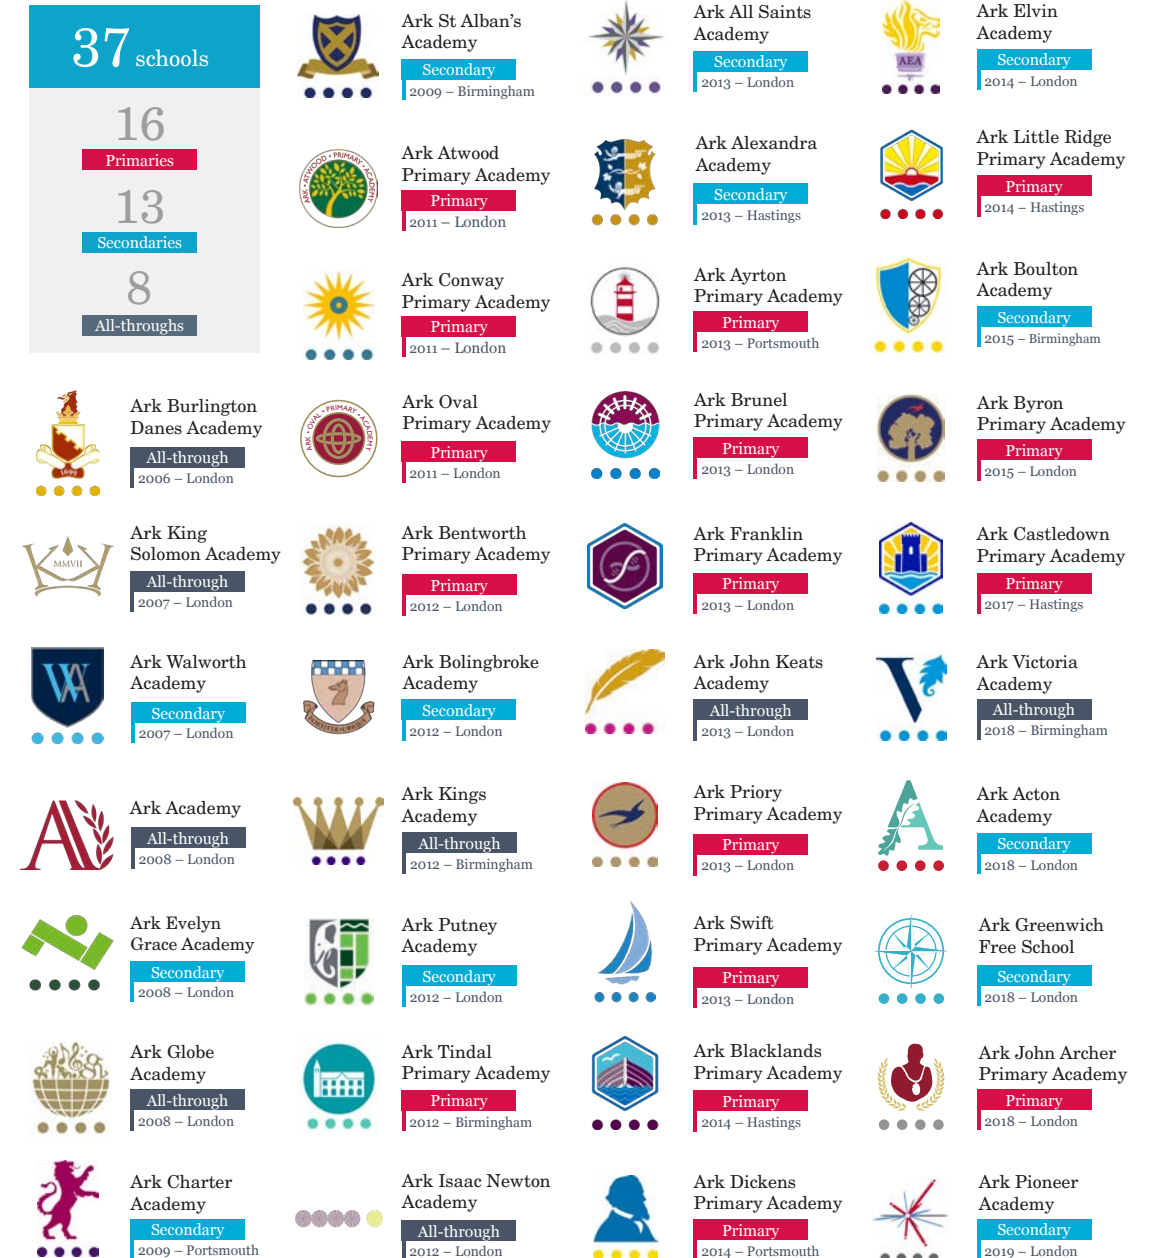 37 schools
16
Primaries
13
Secondaries
8
All-throughs
Ark Burlington
Danes Academy
All-through
2006 – London
1699
Ark King
Solomon Academy
All-through
2007 – London
MMVII
Ark Walworth
Academy
Secondary
2007 – London
WA
Ark Academy
All-through
2008 – London
Ark Evelyn
Grace Academy
Secondary
2008 – London
Ark Globe
Academy
All-through
2008 – London
Ark Charter
Academy
Secondary
2009 – Portsmouth
Ark St Alban’s
Academy
Secondary
2009 – Birmingham
ARK • ATWOOD • PRIMARY • ACADEMY
Ark Atwood
Primary Academy
Primary
2011 – London
Ark Conway
Primary Academy
Primary
2011 – London
ARK • OVAL • PRIMARY • ACADEMY
Ark Oval
Primary Academy
Primary
2011 – London
Ark Bentworth
Primary Academy
Primary
2012 – London
Ark Bolingbroke
Academy
Secondary
2012 – London
Ark Kings
Academy
All-through
2012 – Birmingham
Ark Putney
Academy
Secondary
2012 – London
Ark Tindal
Primary Academy
Primary
2012 – Birmingham
Ark Isaac Newton
Academy
All-through
2012 – London
Ark All Saints
Academy
Secondary
2013 – London
Ark Alexandra
Academy
Secondary
2013 – Hastings
Ark Ayrton
Primary Academy
Primary
2013 – Portsmouth
Ark Brunel
Primary Academy
Primary
2013 – London
Ark Franklin
Primary Academy
Primary
2013 – London
Ark John Keats
Academy
All-through
2013 – London
Ark Priory
Primary Academy
Primary
2013 – London
Ark Swift
Primary Academy
Primary
2013 – London
Ark Blacklands
Primary Academy
Primary
2014 – Hastings
Ark Dickens
Primary Academy
Primary
2014 – Portsmouth
AEA
Ark Elvin
Academy
Secondary
2014 – London
Ark Little Ridge
Primary Academy
Primary
2014 – Hastings
Ark Boulton
Academy
Secondary
2015 – Birmingham
Ark Byron
Academy
Primary
2015 – London
Ark Castledown
Primary Academy
Primary
2017 – Hastings
V
Ark Victoria
Academy
All-through
2018 – Birmingham
A
Ark Acton
Academy
Secondary
2018 – London
Ark Greenwich
Free School
Secondary
2018 – London
Ark John Archer
Primary Academy
Primary
2018 – London
Ark Pioneer
Academy
Secondary
2019 – London